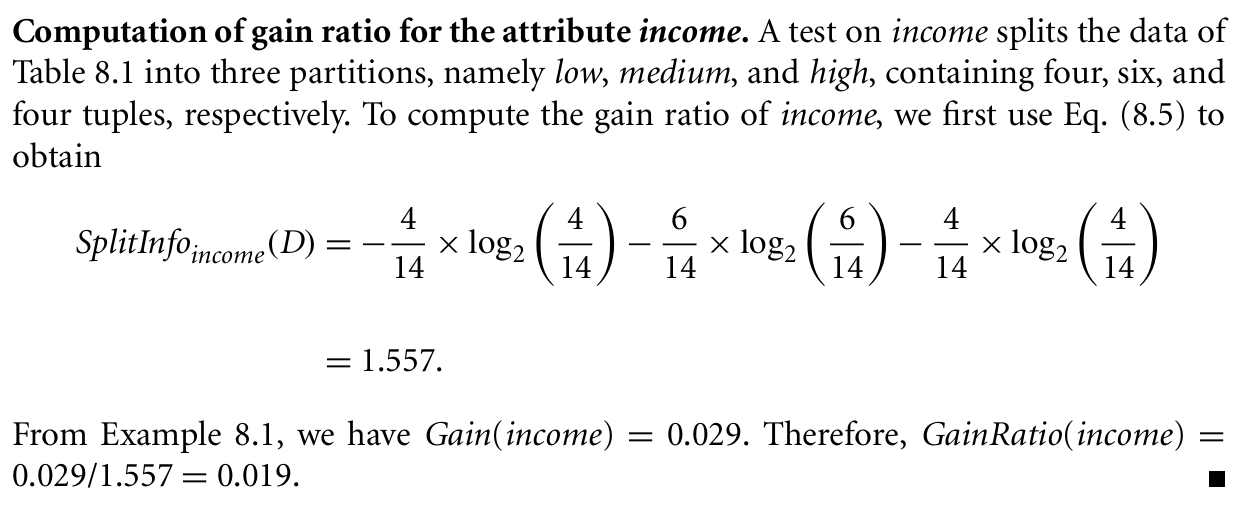 Computation of gain ratio for the attribute income. A test on income splits the data of
Table 8.1 into three partitions, namely low, medium, and high, containing four, six, and
four tuples, respectively. To compute the gain ratio of income, we first use Eq. (8.5) to
obtain
SplitInfo_income(D) = −4/14 × log₂(4/14) − 6/14 × log₂(6/14) − 4/14 × log₂(4/14)
= 1.557.
From Example 8.1, we have Gain(income) = 0.029. Therefore, GainRatio(income) =
0.029/1.557 = 0.019. ■